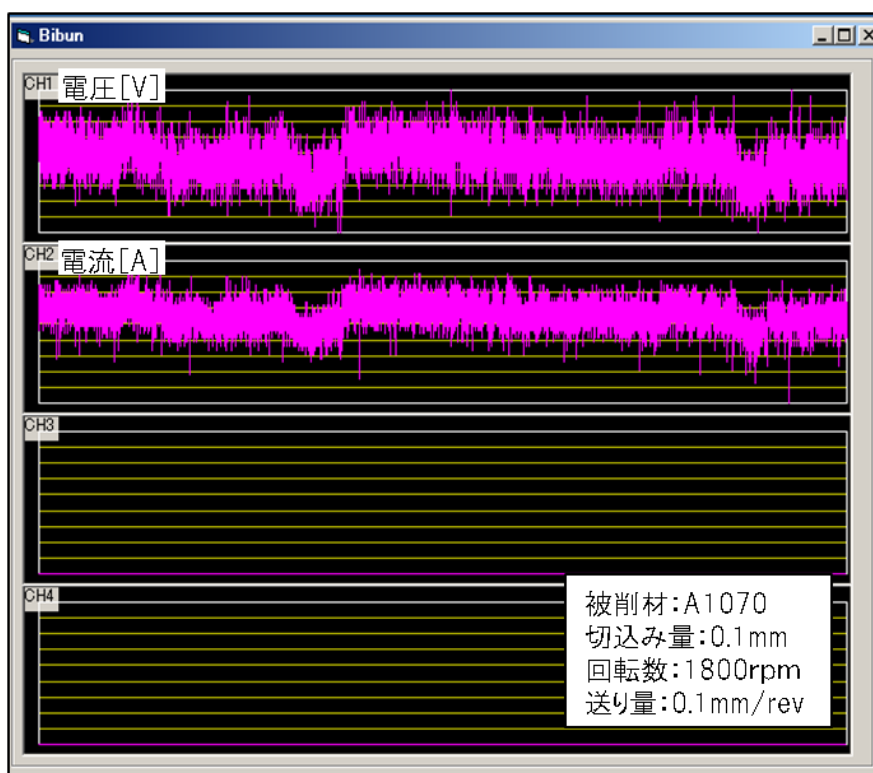 Bibun
CH1 電圧[V]
CH2 電流[A]
CH3
CH4
被削材:A1070
切込み量:0.1mm
回転数:1800rpm
送り量:0.1mm/rev